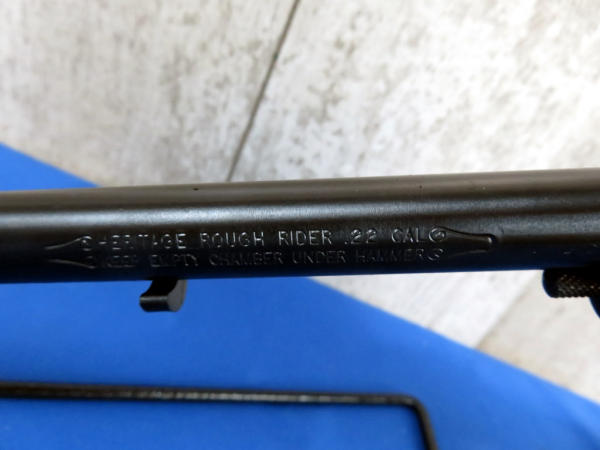 HERITAGE ROUGH RIDER .22 CAL
KEEP EMPTY CHAMBER UNDER HAMMER